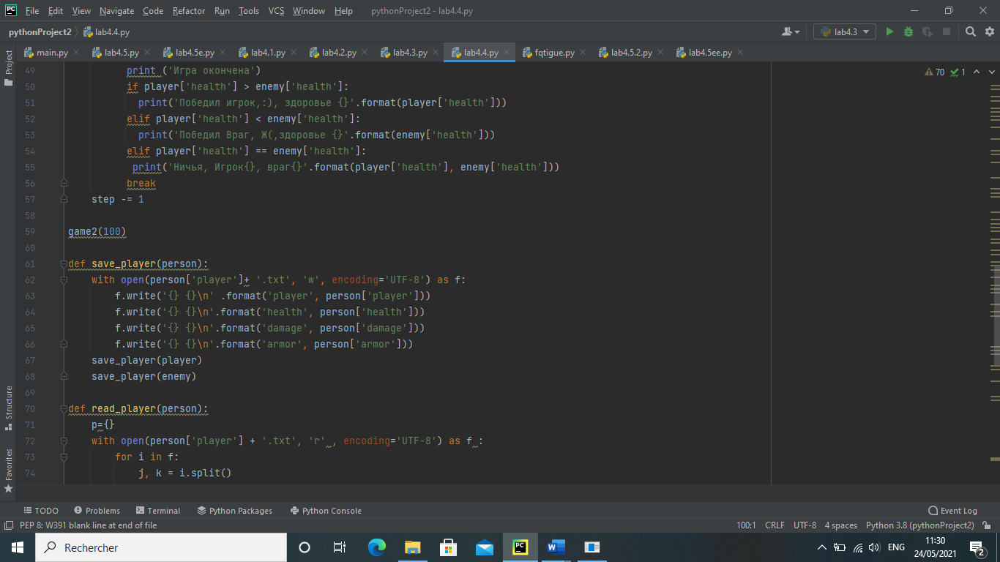 File Edit View Navigate Code Refactor Run Tools VCS Window Help pythonProject2 - lab4.4.py
pythonProject2 lab4.4.py lab4.3
main.py lab4.5.py lab4.5e.py lab4.1.py lab4.2.py lab4.3.py lab4.4.py fqtigue.py lab4.5.2.py lab4.5ee.py
Project
70 1
49 print ('Игра окончена')
50 if player['health'] > enemy['health']:
51 print('Победил игрок,:), здоровье {}'.format(player['health']))
52 elif player['health'] < enemy['health']:
53 print('Победил Враг, Ж(,здоровье {}'.format(enemy['health']))
54 elif player['health'] == enemy['health']:
55 print('Ничья, Игрок{}, враг{}'.format(player['health'], enemy['health']))
56 break
57 step -= 1
58
59 game2(100)
60
61 def save_player(person):
62 with open(person['player']+ '.txt', 'w', encoding='UTF-8') as f:
63 f.write('{} {}\n' .format('player', person['player']))
64 f.write('{} {}\n'.format('health', person['health']))
65 f.write('{} {}\n'.format('damage', person['damage']))
66 f.write('{} {}\n'.format('armor', person['armor']))
67 save_player(player)
68 save_player(enemy)
69
70 def read_player(person):
71 p={}
72 with open(person['player'] + '.txt', 'r' , encoding='UTF-8') as f :
73 for i in f:
74 j, k = i.split()
Structure
Favorites
TODO Problems Terminal Python Packages Python Console Event Log
PEP 8: W391 blank line at end of file 100:1 CRLF UTF-8 4 spaces Python 3.8 (pythonProject2)
Rechercher
ENG
11:30
24/05/2021
2